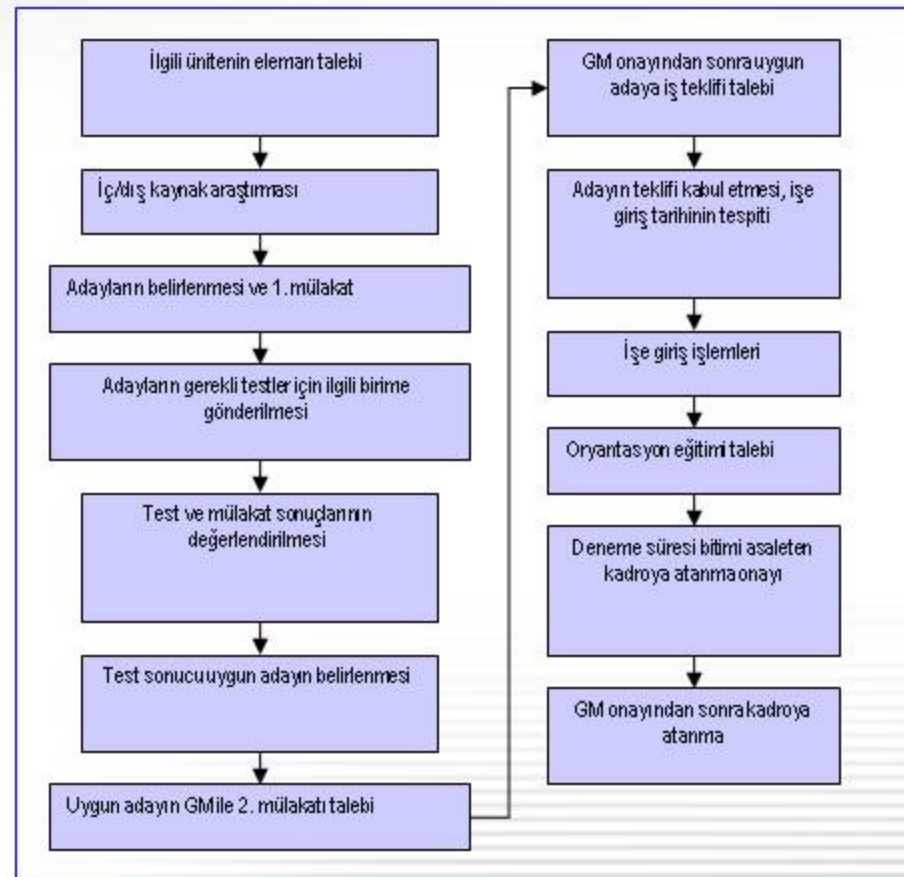 İlgili ünitenin eleman talebi
İç/dış kaynak araştırması
Adayların belirlenmesi ve 1. mülakat
Adayların gerekli testler için ilgili birime
gönderilmesi
Test ve mülakat sonuçlarının
değerlendirilmesi
Test sonucu uygun adayın belirlenmesi
Uygun adayın GM ile 2. mülakatı talebi
GM onayından sonra uygun
adaya iş teklifi talebi
Adayın teklifi kabul etmesi, işe
giriş tarihinin tespiti
İşe giriş işlemleri
Oryantasyon eğitimi talebi
Deneme süresi bitimi asaleten
kadroya atanma onayı
GM onayından sonra kadroya
atanma